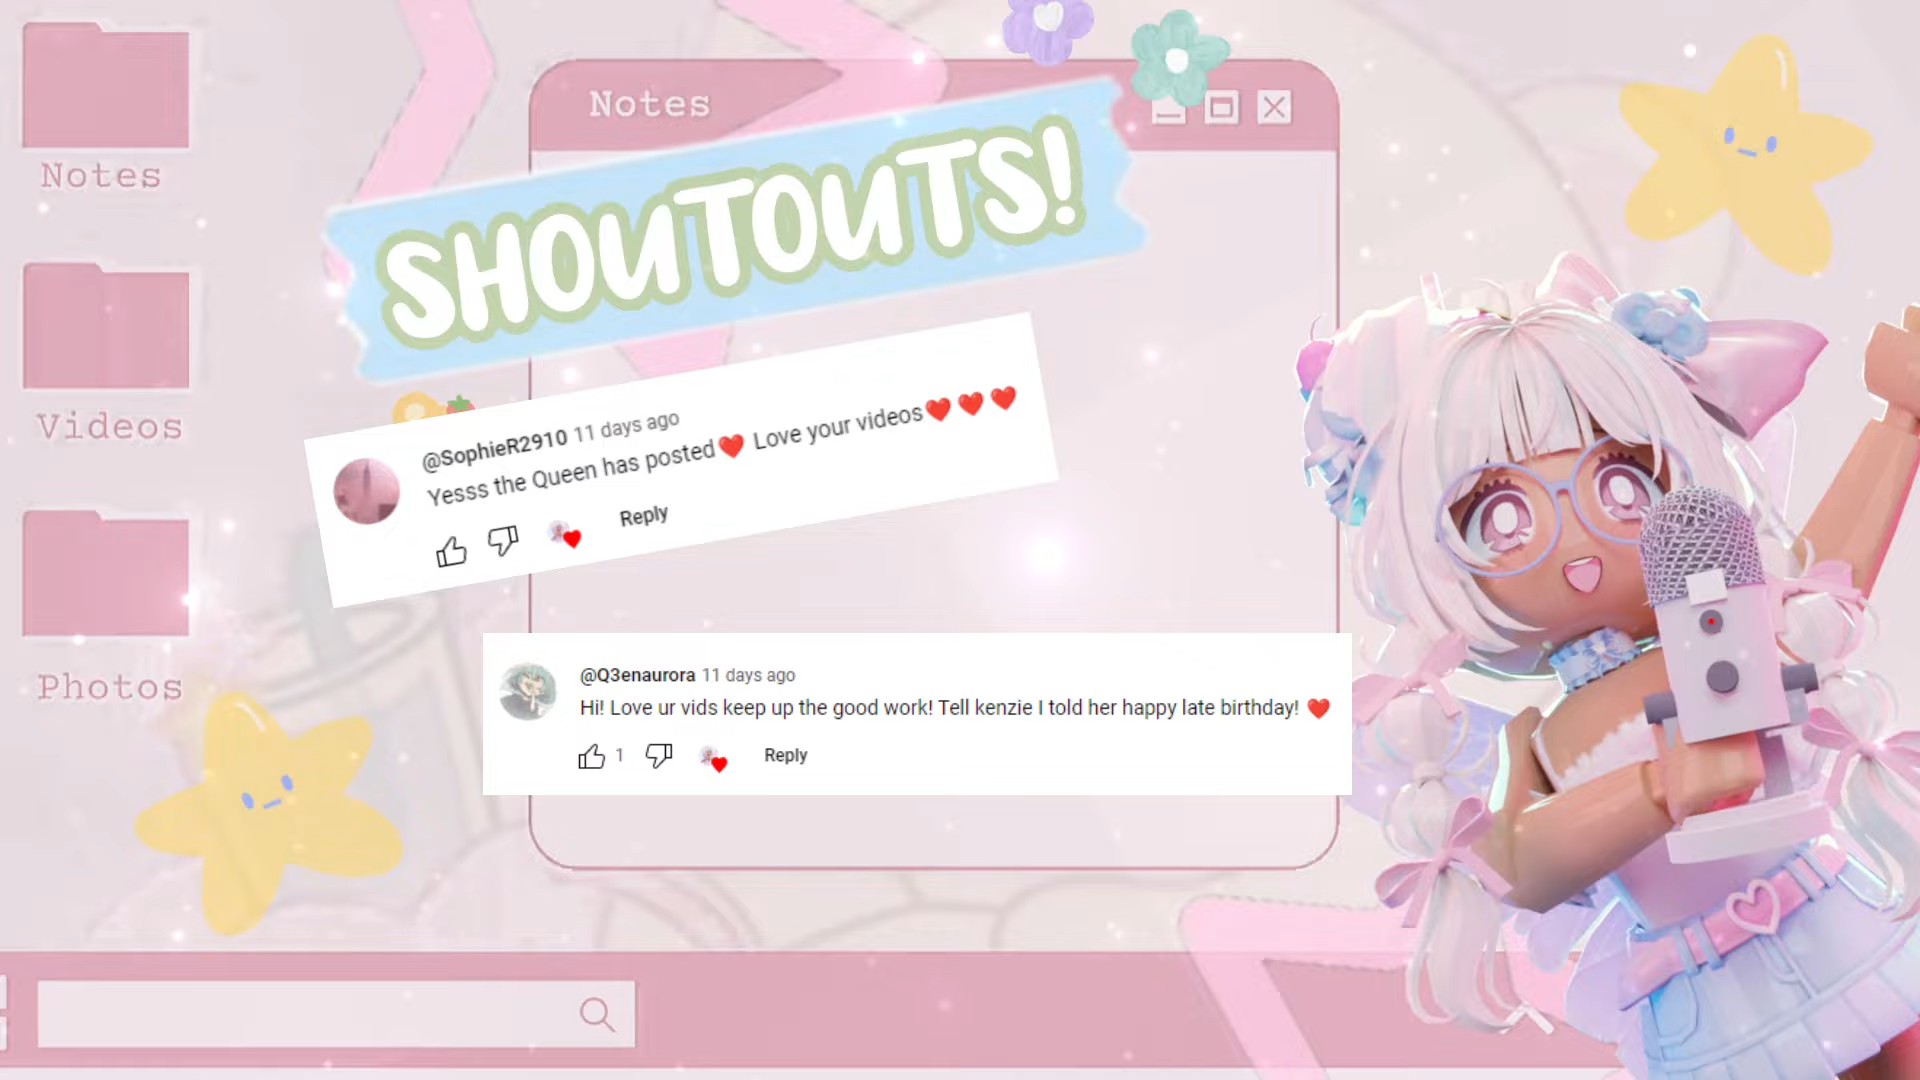 Notes
Notes
SHOUTOUTS!
@SophieR2910 11 days ago
Yesss the Queen has posted❤️ Love your videos❤️❤️❤️
Reply
Videos
@Q3enaurora 11 days ago
Hi! Love ur vids keep up the good work! Tell kenzie I told her happy late birthday! ❤️
1 Reply
Photos